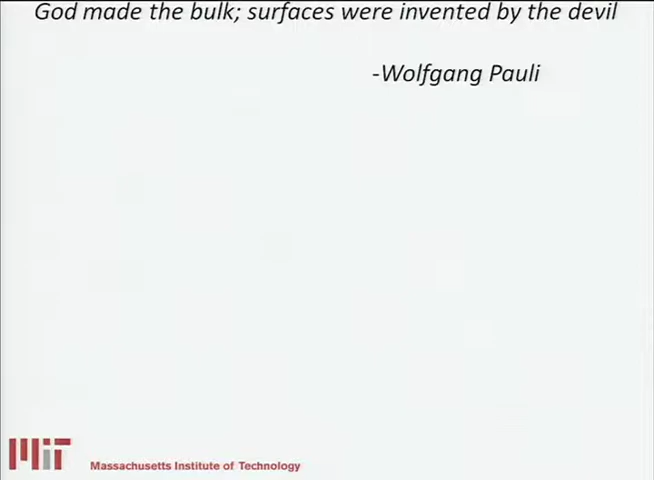 God made the bulk; surfaces were invented by the devil
-Wolfgang Pauli
MIT
Massachusetts Institute of Technology